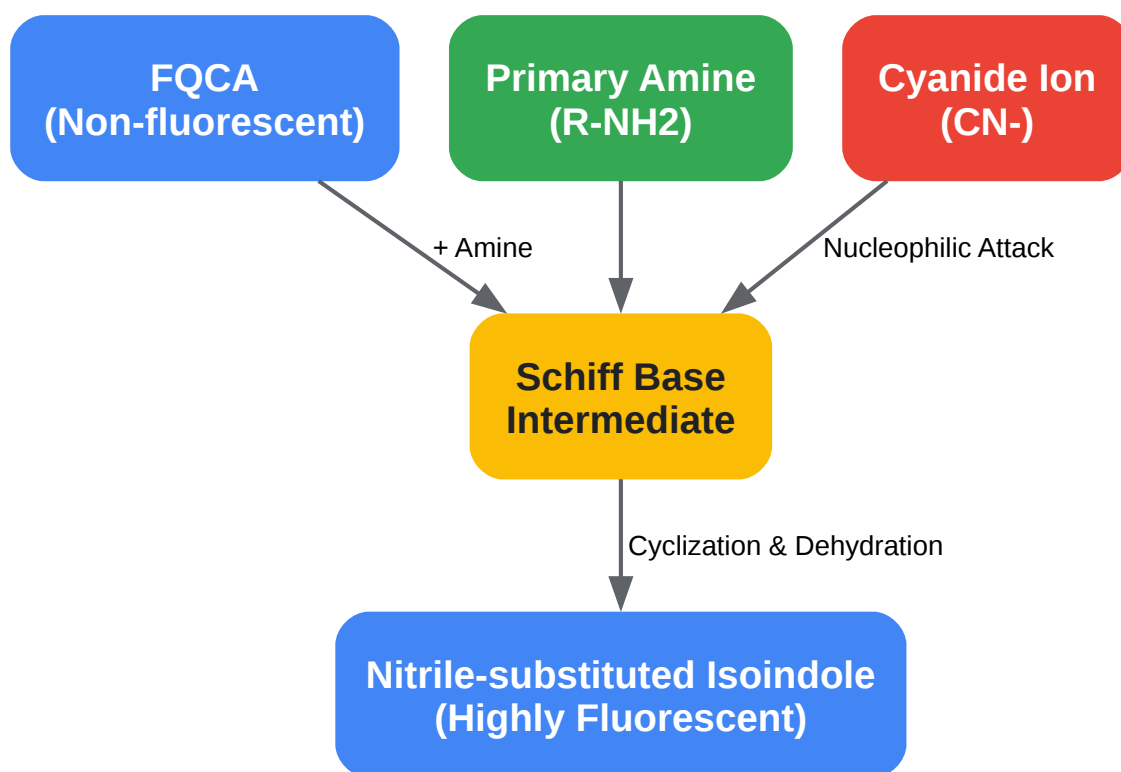 FQCA
(Non-fluorescent)
Primary Amine
(R-NH2)
Cyanide Ion
(CN-)
+ Amine
Nucleophilic Attack
Schiff Base
Intermediate
Cyclization & Dehydration
Nitrile-substituted Isoindole
(Highly Fluorescent)